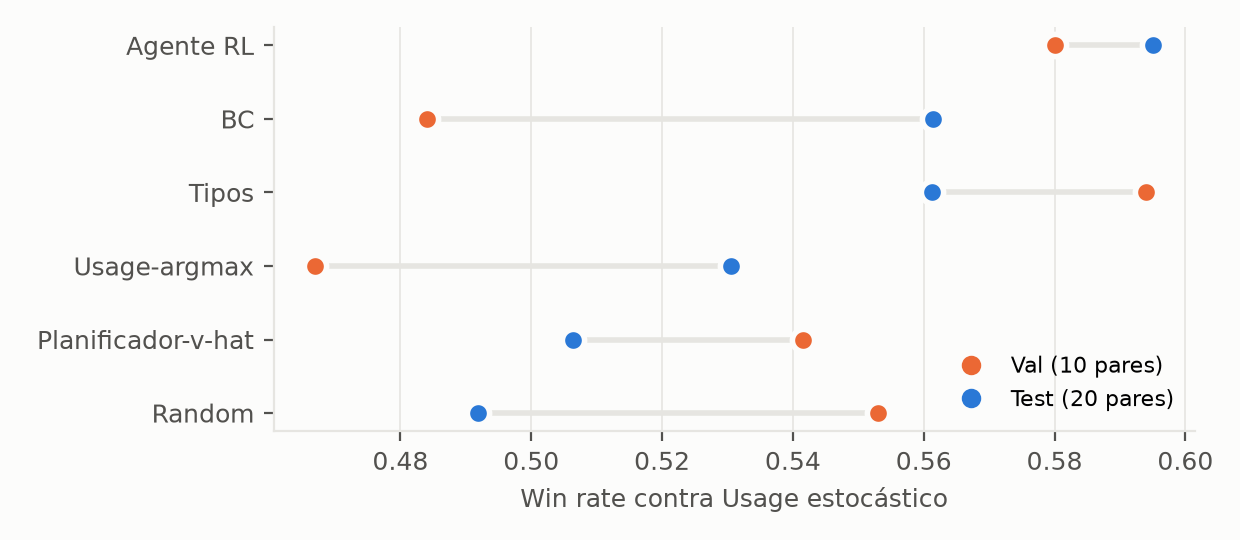 Agente RL
BC
Tipos
Usage-argmax
Planificador-v-hat
Random
Val (10 pares)
Test (20 pares)
0.48 0.50 0.52 0.54 0.56 0.58 0.60
Win rate contra Usage estocástico